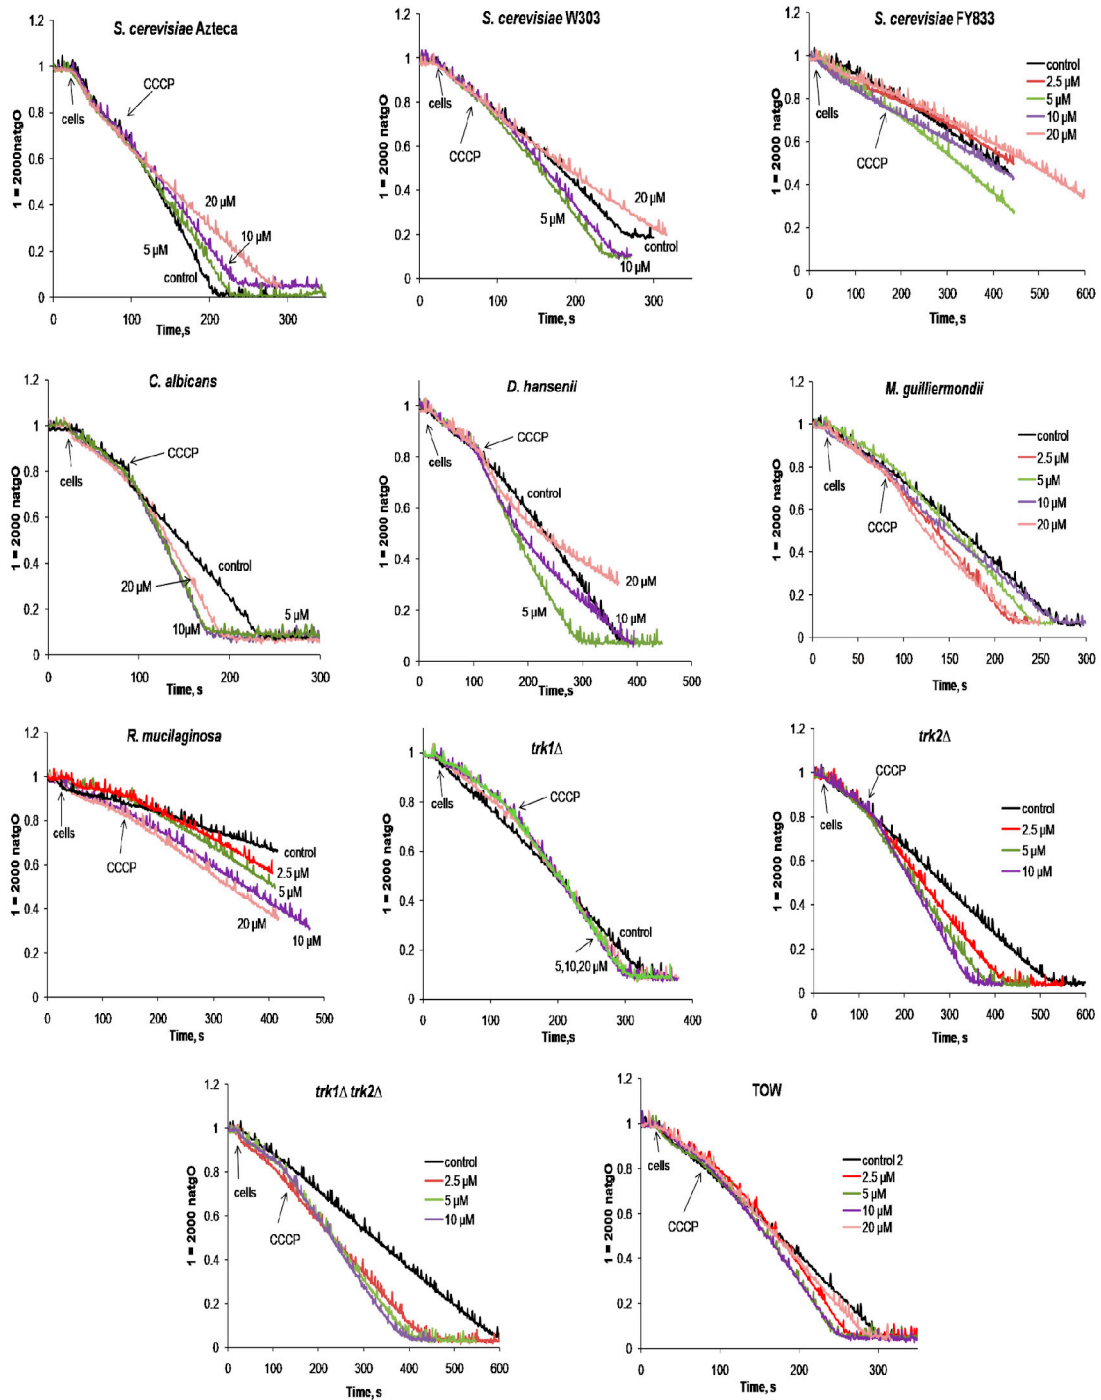 S. cerevisiae Azteca
1.2
1
0.8
0.6
0.4
0.2
0
1 = 2000natgO
cells
CCCP
20 µM
10 µM
5 µM
control
0 100 200 300
Time,s
S. cerevisiae W303
1.2
1
0.8
0.6
0.4
0.2
0
1 = 2000 natgO
cells
CCCP
20 µM
5 µM
control
10 µM
0 100 200 300
Time,s
S. cerevisiae FY833
1.2
1
0.8
0.6
0.4
0.2
0
1 = 2000 natgO
cells
CCCP
control
2.5 µM
5 µM
10 µM
20 µM
0 100 200 300 400 500 600
Time, s
C. albicans
1.2
1
0.8
0.6
0.4
0.2
0
1 = 2000 natgO
cells
CCCP
control
20 µM
10µM
5 µM
0 100 200 300
Time, s
D. hansenii
1.2
1
0.8
0.6
0.4
0.2
0
1 = 2000 natgO
cells
CCCP
control
20 µM
5 µM
10 µM
0 100 200 300 400 500
Time,s
M. guilliermondii
1.2
1
0.8
0.6
0.4
0.2
0
1 = 2000 natgO
cells
CCCP
control
2.5 µM
5 µM
10 µM
20 µM
0 50 100 150 200 250 300
Time, s
R. mucilaginosa
1.2
1
0.8
0.6
0.4
0.2
0
1 = 2000 natgO
cells
CCCP
control
2.5 µM
5 µM
20 µM
10 µM
0 100 200 300 400 500
Time, s
trk1Δ
1.2
1
0.8
0.6
0.4
0.2
0
1 = 2000 natgO
cells
CCCP
control
5,10,20 µM
0 100 200 300 400
Time,s
trk2Δ
1.2
1
0.8
0.6
0.4
0.2
0
1 = 2000 natgO
cells
CCCP
control
2.5 µM
5 µM
10 µM
0 100 200 300 400 500 600
Time, s
trk1Δ trk2Δ
1.2
1
0.8
0.6
0.4
0.2
0
1 = 2000 natgO
cells
CCCP
control
2.5 µM
5 µM
10 µM
0 100 200 300 400 500 600
Time, s
TOW
1.2
1
0.8
0.6
0.4
0.2
0
1 = 2000 natgO
cells
CCCP
control 2
2.5 µM
5 µM
10 µM
20 µM
0 100 200 300
Time, s